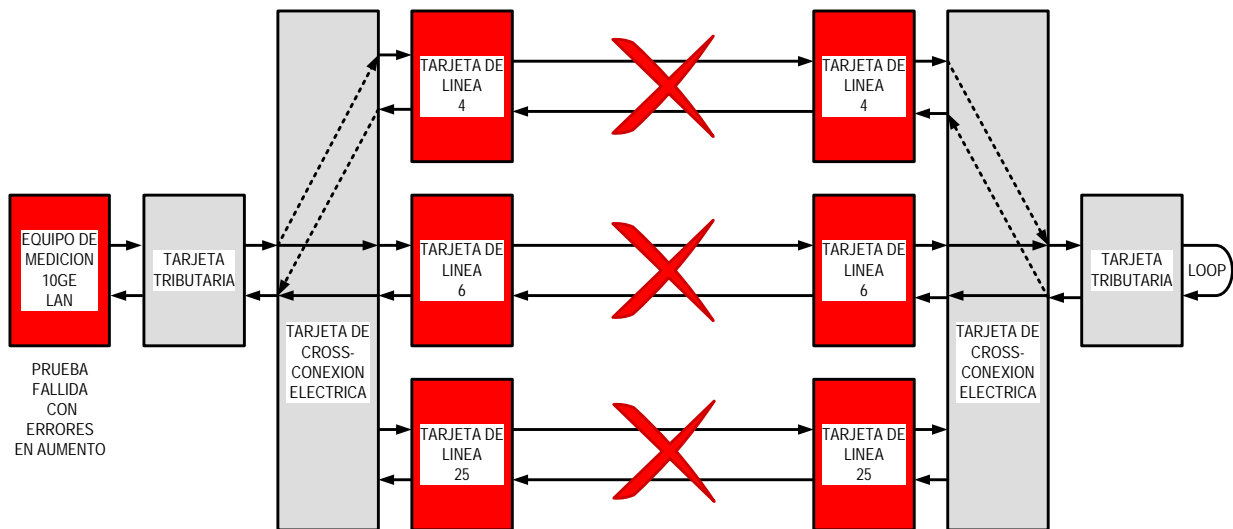 TARJETA DE
LINEA
4
TARJETA DE
LINEA
4
EQUIPO DE
MEDICION
10GE
LAN
TARJETA
TRIBUTARIA
TARJETA DE
LINEA
6
TARJETA DE
LINEA
6
TARJETA
TRIBUTARIA
LOOP
TARJETA DE
CROSS-
CONEXION
ELECTRICA
TARJETA DE
CROSS-
CONEXION
ELECTRICA
PRUEBA
FALLIDA
CON
ERRORES
EN AUMENTO
TARJETA DE
LINEA
25
TARJETA DE
LINEA
25